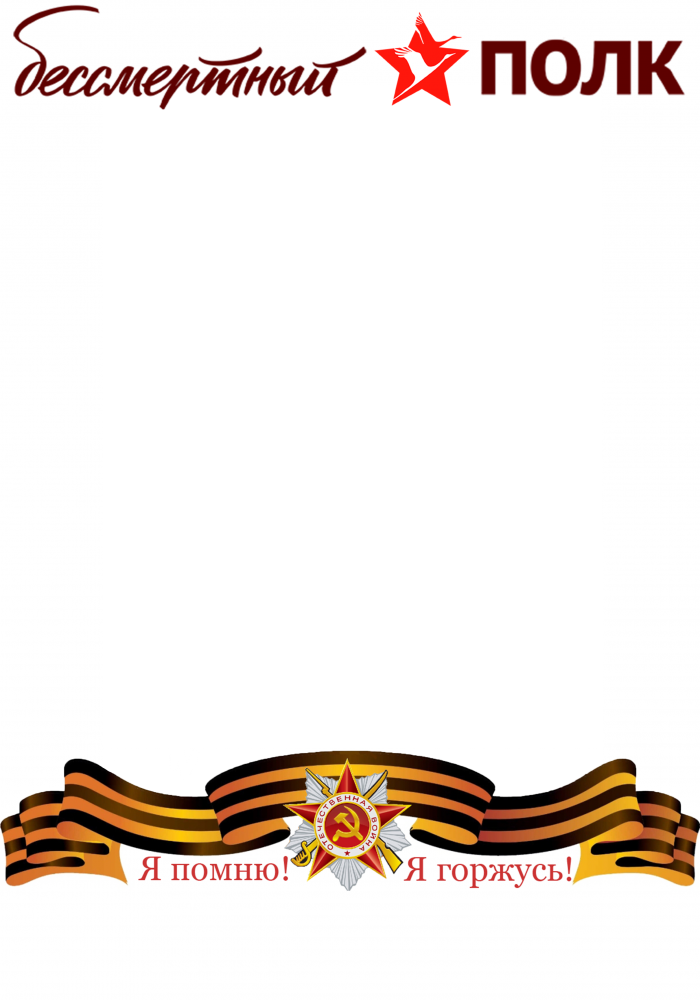 бессмертный ПОЛК
ОТЕЧЕСТВЕННАЯ ВОЙНА
Я помню! Я горжусь!